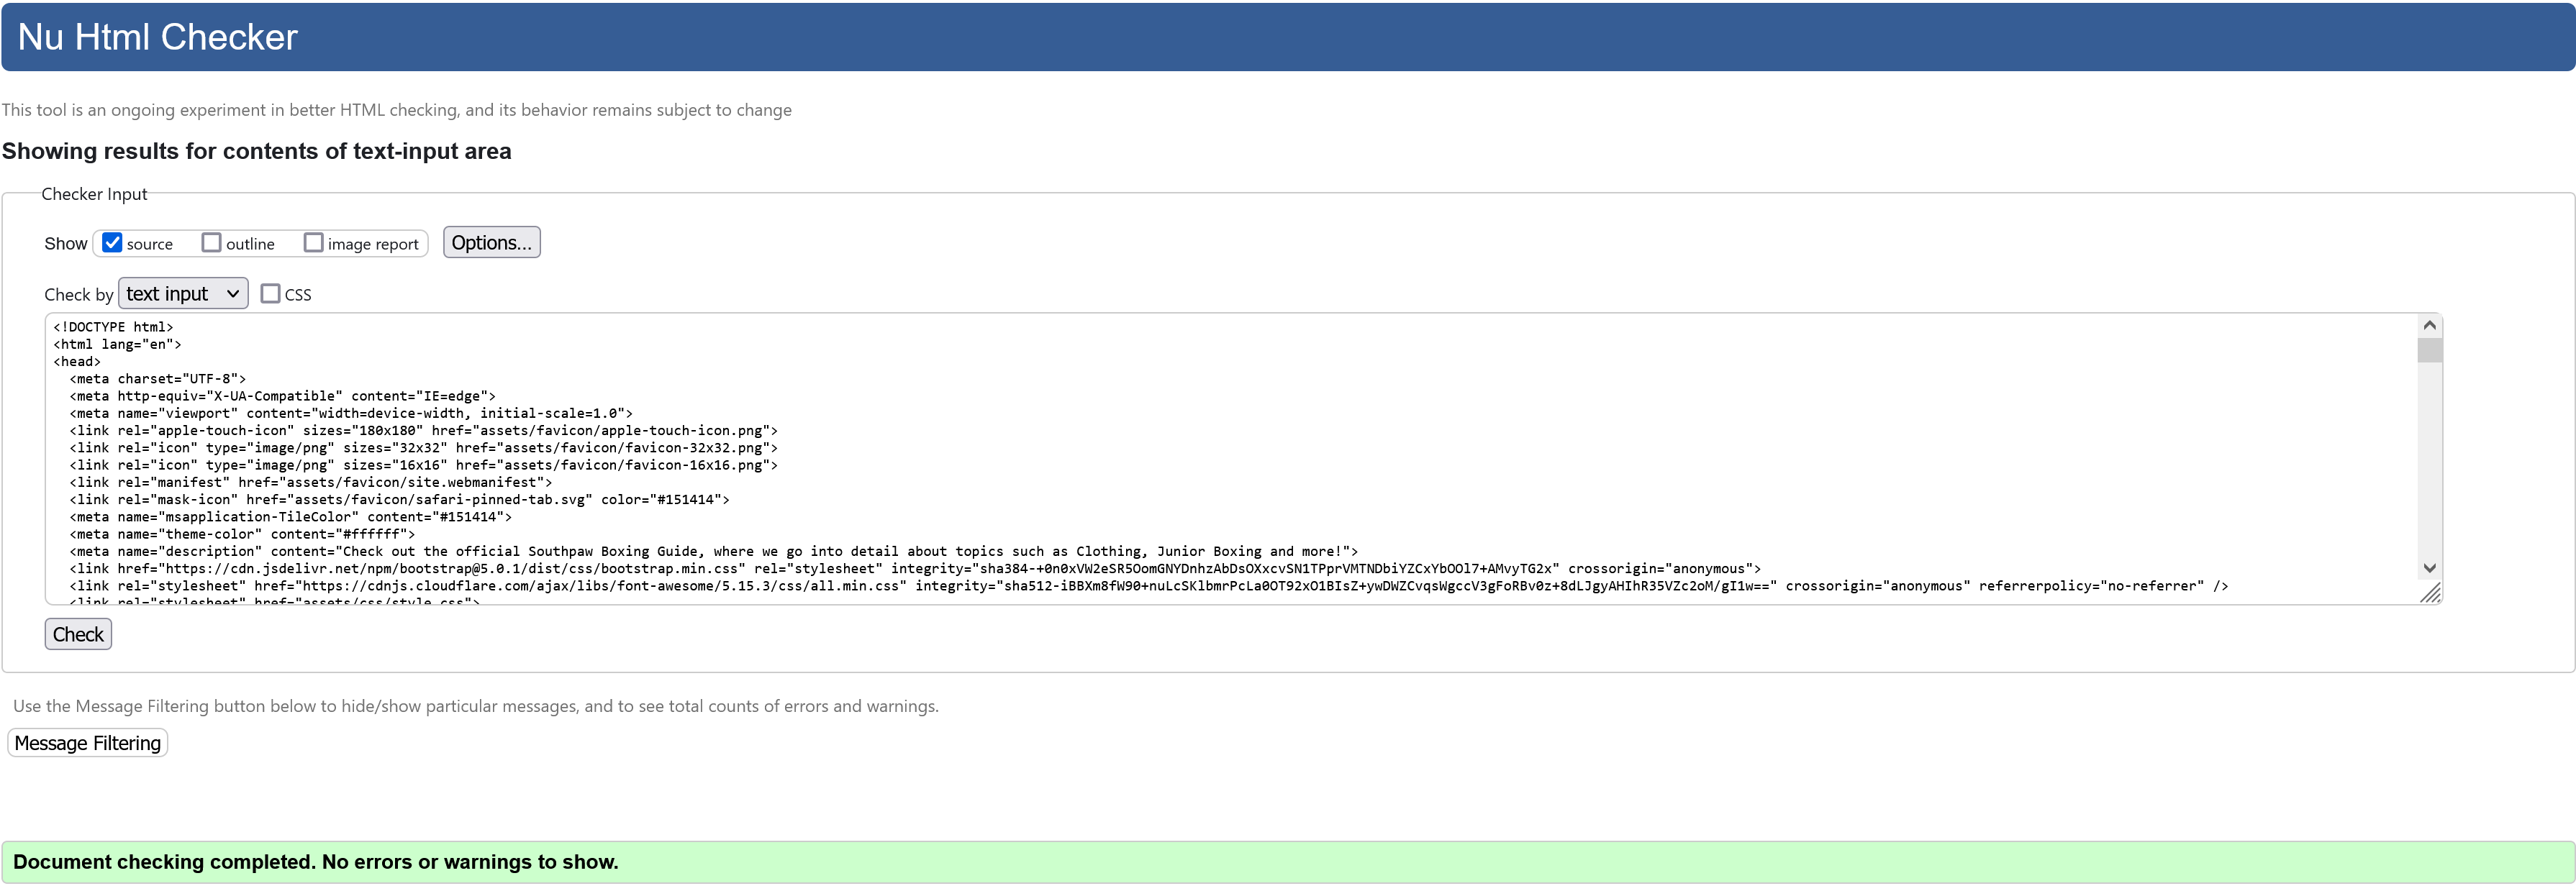 Nu Html Checker
This tool is an ongoing experiment in better HTML checking, and its behavior remains subject to change
Showing results for contents of text-input area
Checker Input
Show source outline image report Options...
Check by text input CSS
<!DOCTYPE html>
<html lang="en">
<head>
<meta charset="UTF-8">
<meta http-equiv="X-UA-Compatible" content="IE=edge">
<meta name="viewport" content="width=device-width, initial-scale=1.0">
<link rel="apple-touch-icon" sizes="180x180" href="assets/favicon/apple-touch-icon.png">
<link rel="icon" type="image/png" sizes="32x32" href="assets/favicon/favicon-32x32.png">
<link rel="icon" type="image/png" sizes="16x16" href="assets/favicon/favicon-16x16.png">
<link rel="manifest" href="assets/favicon/site.webmanifest">
<link rel="mask-icon" href="assets/favicon/safari-pinned-tab.svg" color="#151414">
<meta name="msapplication-TileColor" content="#151414">
<meta name="theme-color" content="#ffffff">
<meta name="description" content="Check out the official Southpaw Boxing Guide, where we go into detail about topics such as Clothing, Junior Boxing and more!">
<link href="https://cdn.jsdelivr.net/npm/bootstrap@5.0.1/dist/css/bootstrap.min.css" rel="stylesheet" integrity="sha384-+0n0xVW2eSR5OomGNYDnhzAbDsOXxcvSN1TPprVMTNDbiYZCxYbOOl7+AMvyTG2x" crossorigin="anonymous">
<link rel="stylesheet" href="https://cdnjs.cloudflare.com/ajax/libs/font-awesome/5.15.3/css/all.min.css" integrity="sha512-iBBXm8fW90+nuLcSKlbmrPcLa0OT92xO1BIsZ+ywDWZCvqsWgccV3gFoRBv0z+8dLJgyAHIhR35VZc2oM/gI1w==" crossorigin="anonymous" referrerpolicy="no-referrer" />
<link rel="stylesheet" href="assets/css/style.css">
Check
Use the Message Filtering button below to hide/show particular messages, and to see total counts of errors and warnings.
Message Filtering
Document checking completed. No errors or warnings to show.